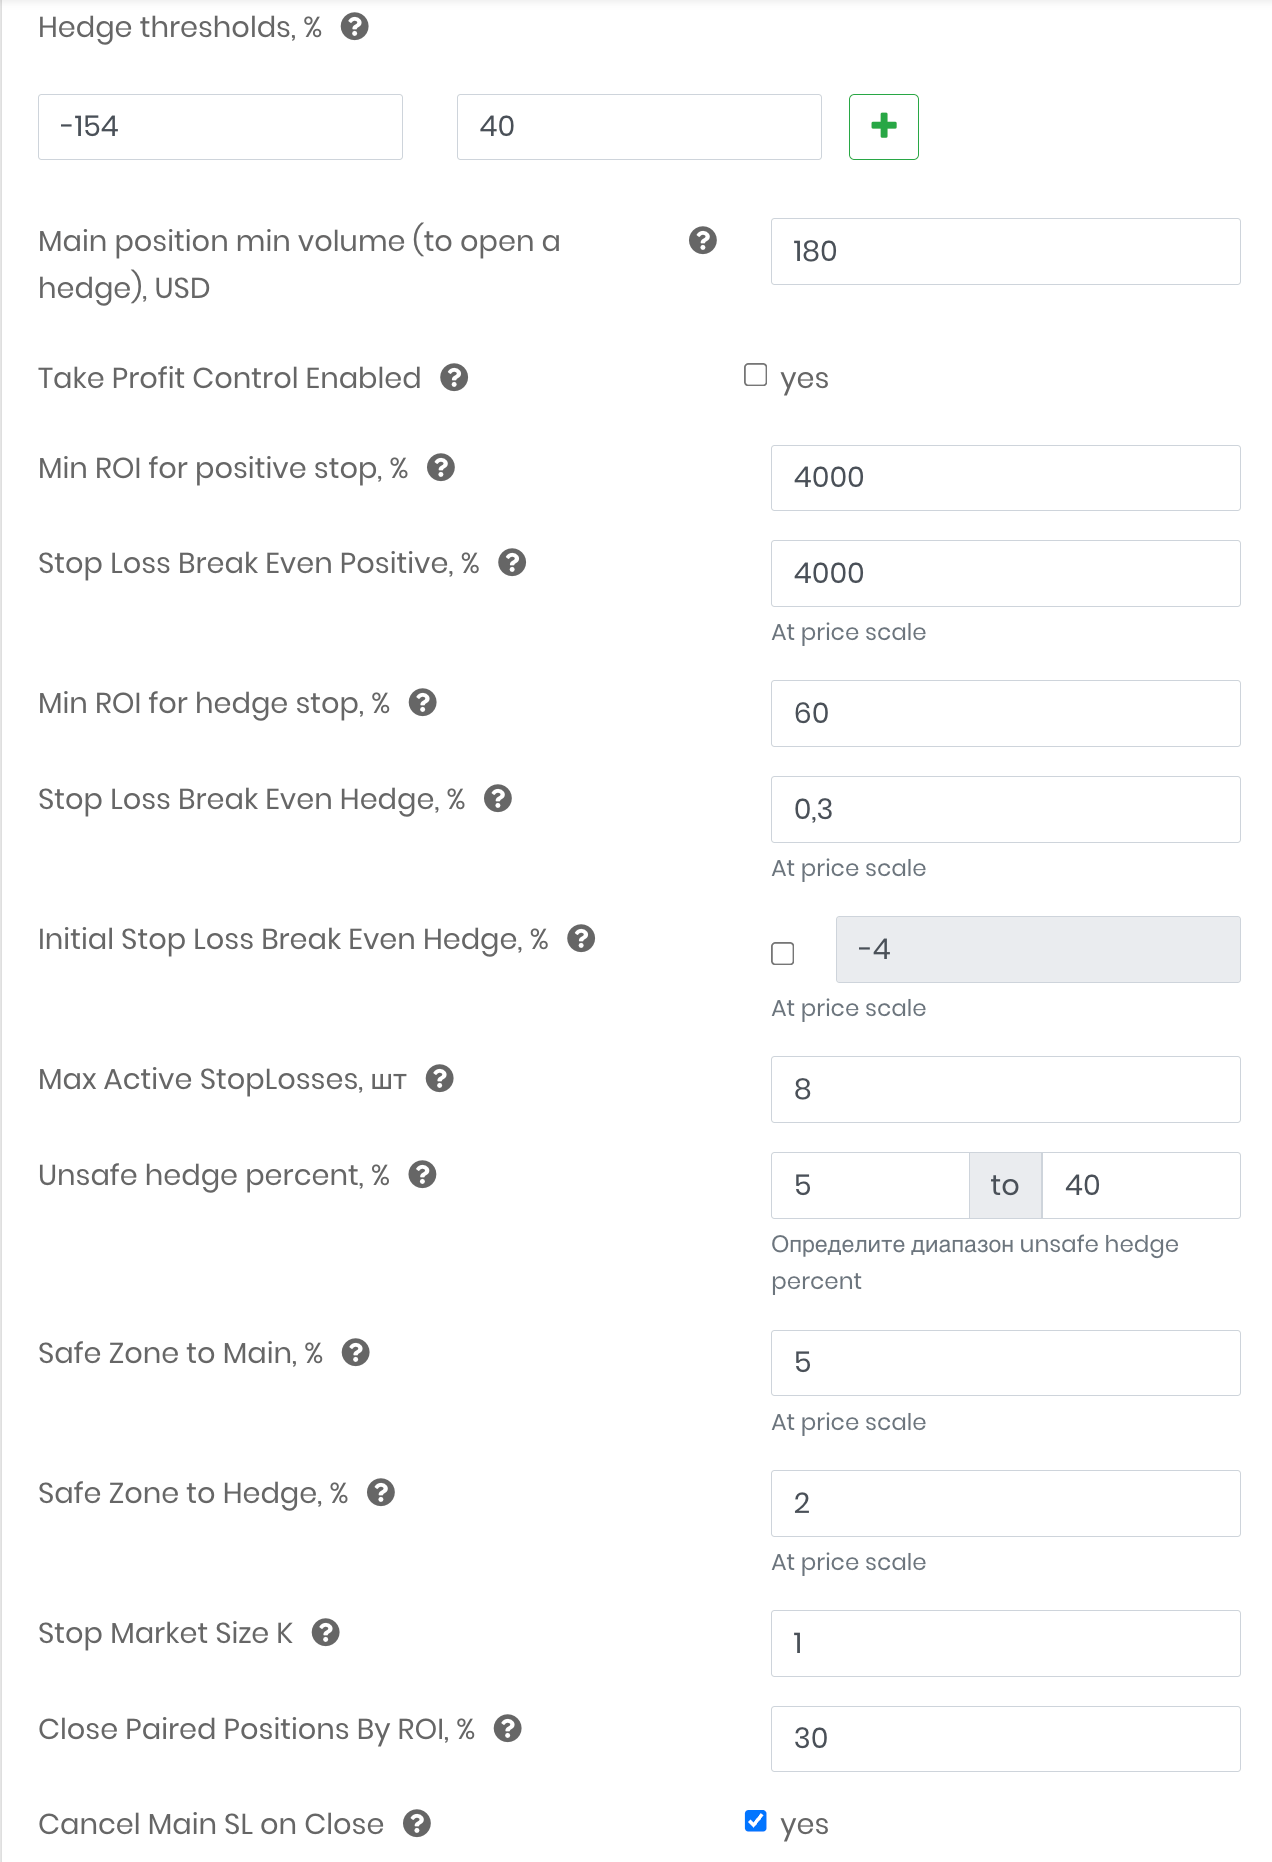 Hedge thresholds, %
-154
40
Main position min volume (to open a
hedge), USD
180
Take Profit Control Enabled
yes
Min ROI for positive stop, %
4000
Stop Loss Break Even Positive, %
4000
At price scale
Min ROI for hedge stop, %
60
Stop Loss Break Even Hedge, %
0,3
At price scale
Initial Stop Loss Break Even Hedge, %
-4
At price scale
Max Active StopLosses, шт
8
Unsafe hedge percent, %
5 to 40
Определите диапазон unsafe hedge
percent
Safe Zone to Main, %
5
At price scale
Safe Zone to Hedge, %
2
At price scale
Stop Market Size K
1
Close Paired Positions By ROI, %
30
Cancel Main SL on Close
yes